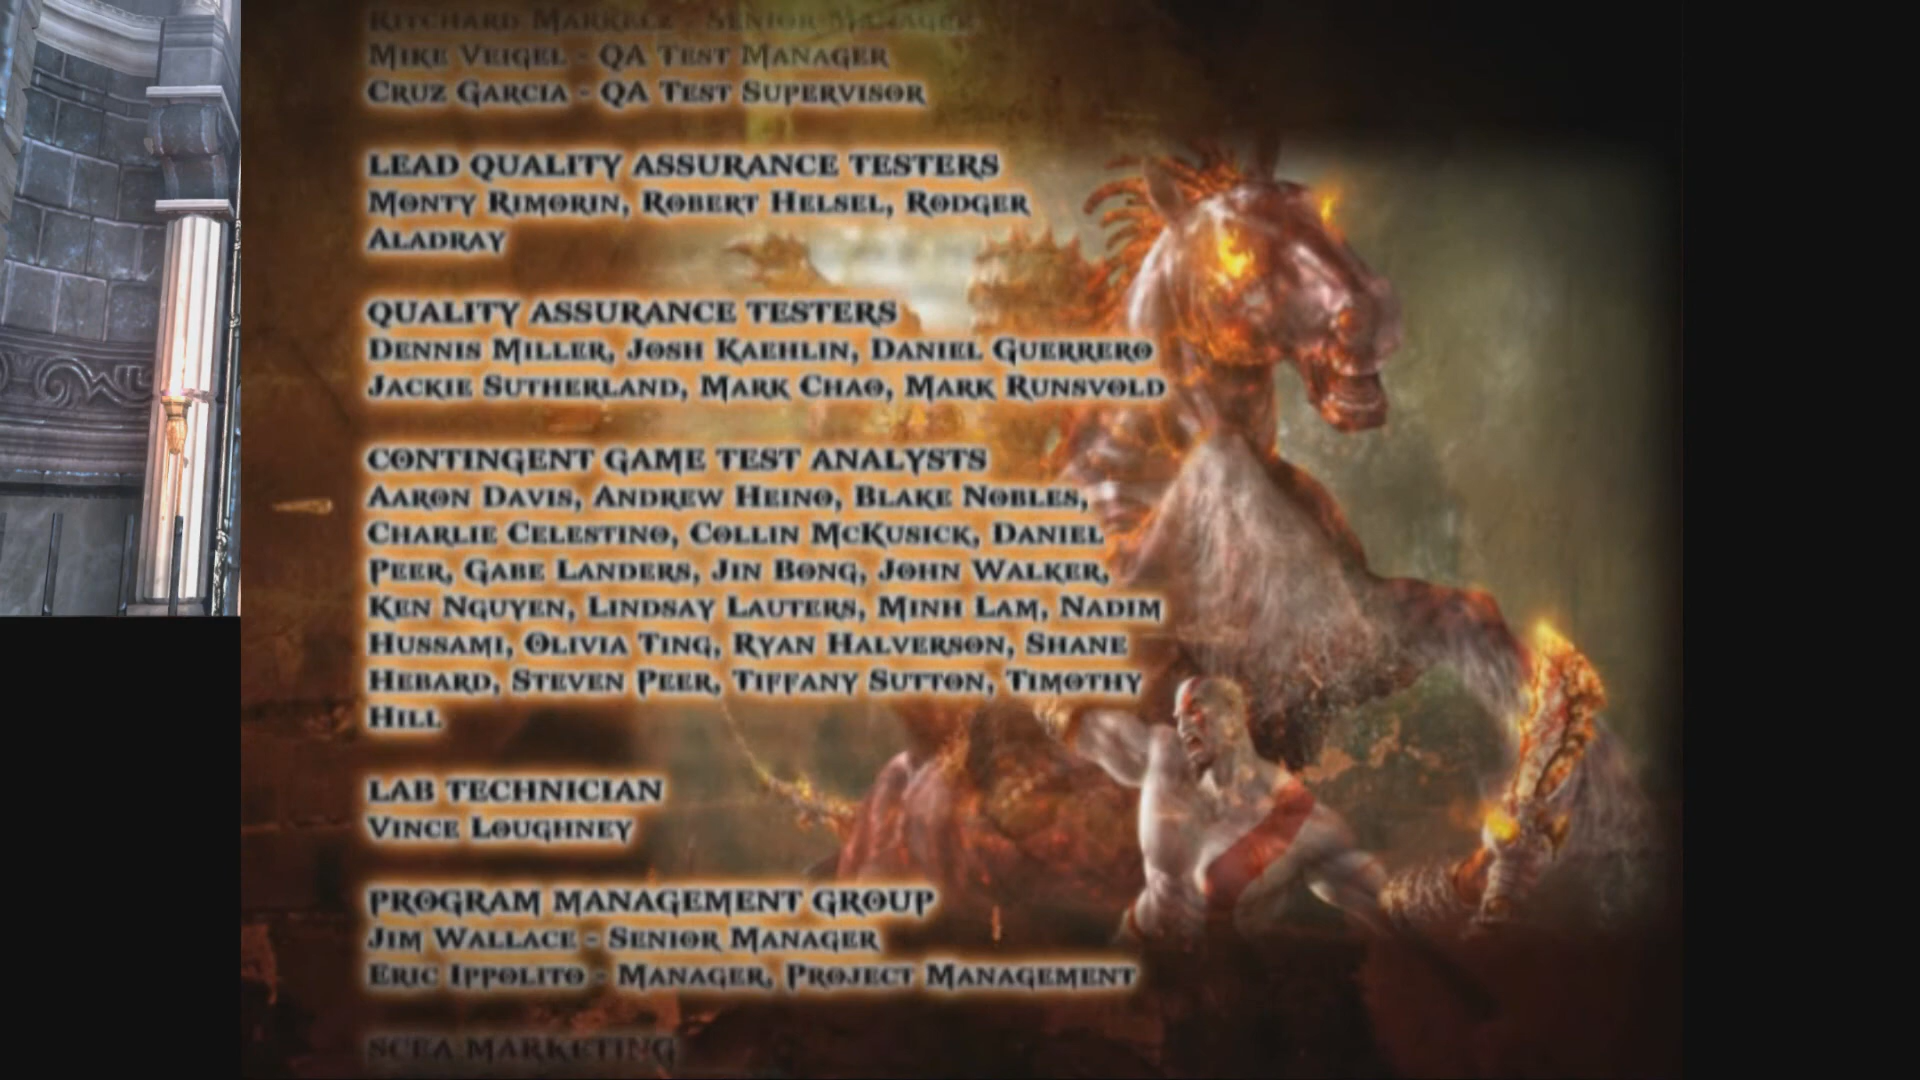 Ritchard Markelz - Senior Manager
Mike Veigel - QA Test Manager
Cruz Garcia - QA Test Supervisor
LEAD QUALITY ASSURANCE TESTERS
Monty Rimorin, Robert Helsel, Rodger
Aladray
QUALITY ASSURANCE TESTERS
Dennis Miller, Josh Kaehlin, Daniel Guerrero
Jackie Sutherland, Mark Chao, Mark Runsvold
CONTINGENT GAME TEST ANALYSTS
Aaron Davis, Andrew Heino, Blake Nobles,
Charlie Celestino, Collin McKusick, Daniel
Peer, Gabe Landers, Jin Bong, John Walker,
Ken Nguyen, Lindsay Lauters, Minh Lam, Nadim
Hussami, Olivia Ting, Ryan Halverson, Shane
Hebard, Steven Peer, Tiffany Sutton, Timothy
Hill
LAB TECHNICIAN
Vince Loughney
PROGRAM MANAGEMENT GROUP
Jim Wallace - Senior Manager
Eric Ippolito - Manager, Project Management
SCEA MARKETING